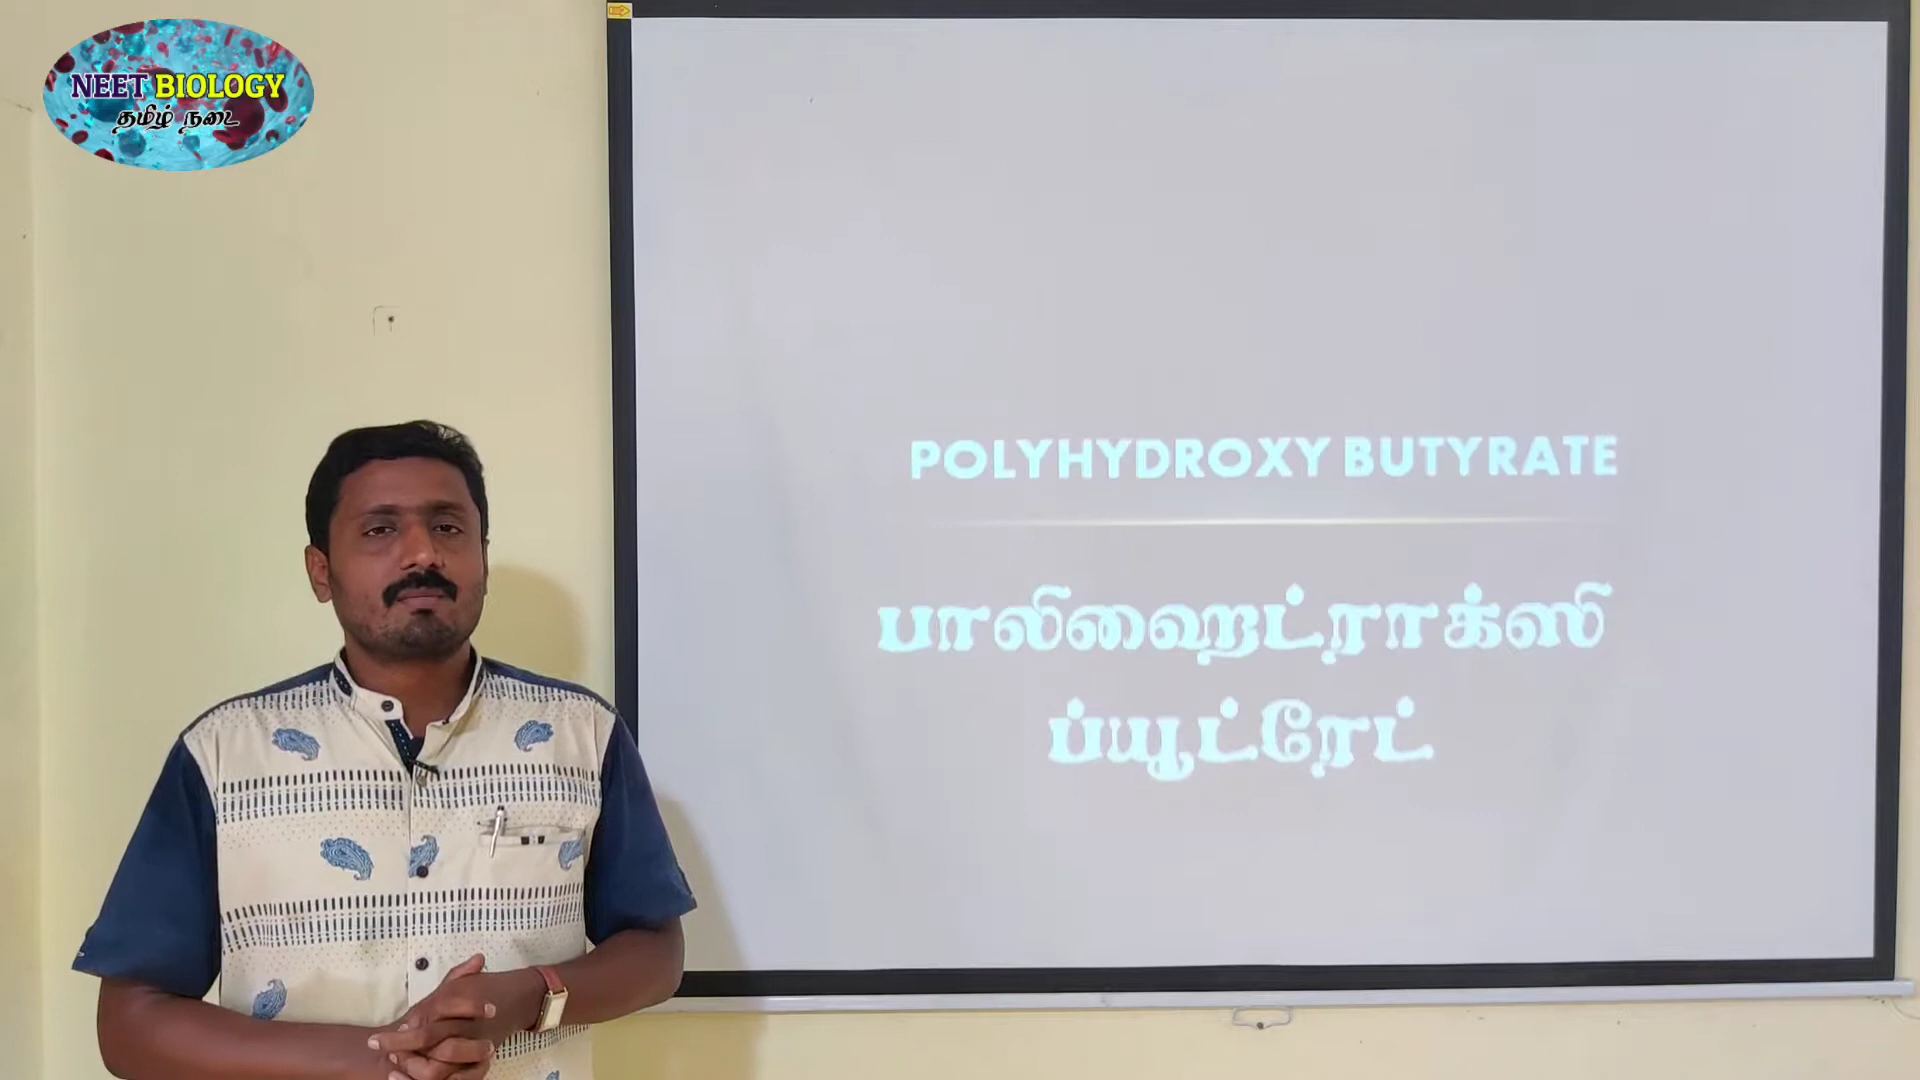 NEET BIOLOGY
தமிழ் நடை
POLYHYDROXY BUTYRATE
பாலிஹைட்ராக்ஸி
ப்யூட்ரேட்